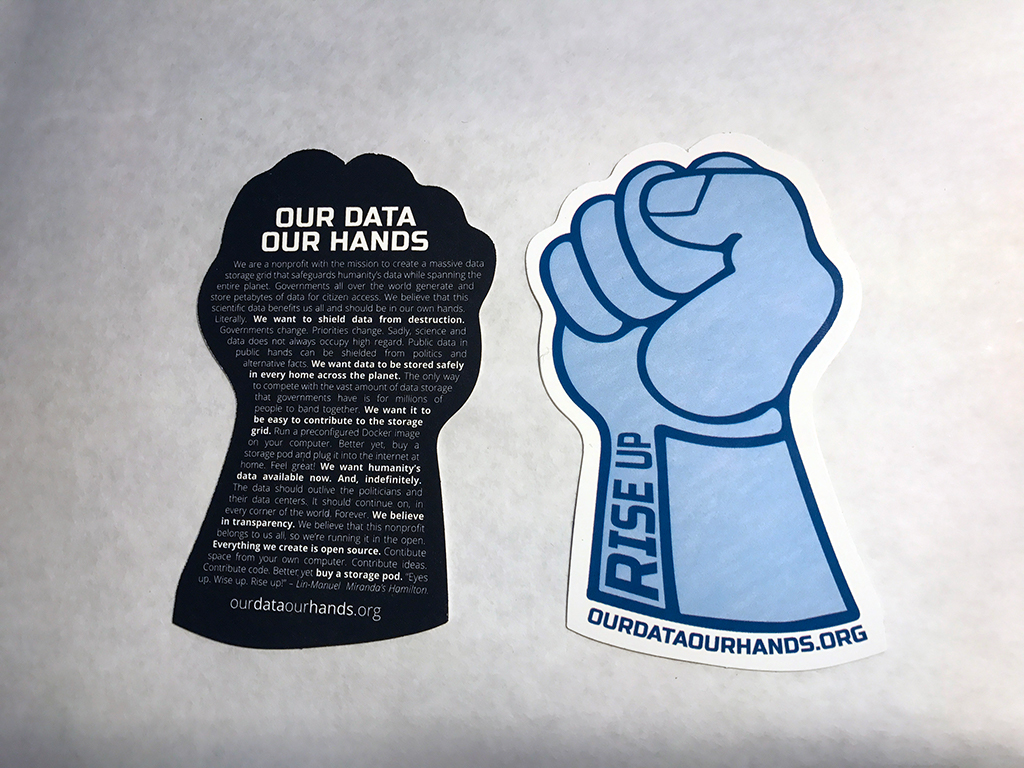 OUR DATA
OUR HANDS
We are a nonprofit with the mission to create a massive data
storage grid that safeguards humanity's data while spanning the
entire planet. Governments all over the world generate and
store petabytes of data for citizen access. We believe that this
scientific data benefits us all and should be in our own hands.
Literally. We want to shield data from destruction.
Governments change. Priorities change. Sadly, science and
data does not always occupy high regard. Public data in
public hands can be shielded from politics and
alternative facts. We want data to be stored safely
in every home across the planet. The only way
to compete with the vast amount of data storage
that governments have is for millions of
people to band together. We want it to
be easy to contribute to the storage
grid. Run a preconfigured Docker image
on your computer. Better yet, buy a
storage pod and plug it into the internet at
home. Feel great! We want humanity's
data available now. And, indefinitely.
The data should outlive the politicians and
their data centers. It should continue on, in
every corner of the world. Forever. We believe
in transparency. We believe that this nonprofit
belongs to us all, so we're running it in the open.
Everything we create is open source. Contibute
space from your own computer. Contribute ideas.
Contribute code. Better yet buy a storage pod. "Eyes
up. Wise up. Rise up!" – Lin-Manuel Miranda's Hamilton.
ourdataourhands.org
RISE UP
OURDATAOURHANDS.ORG